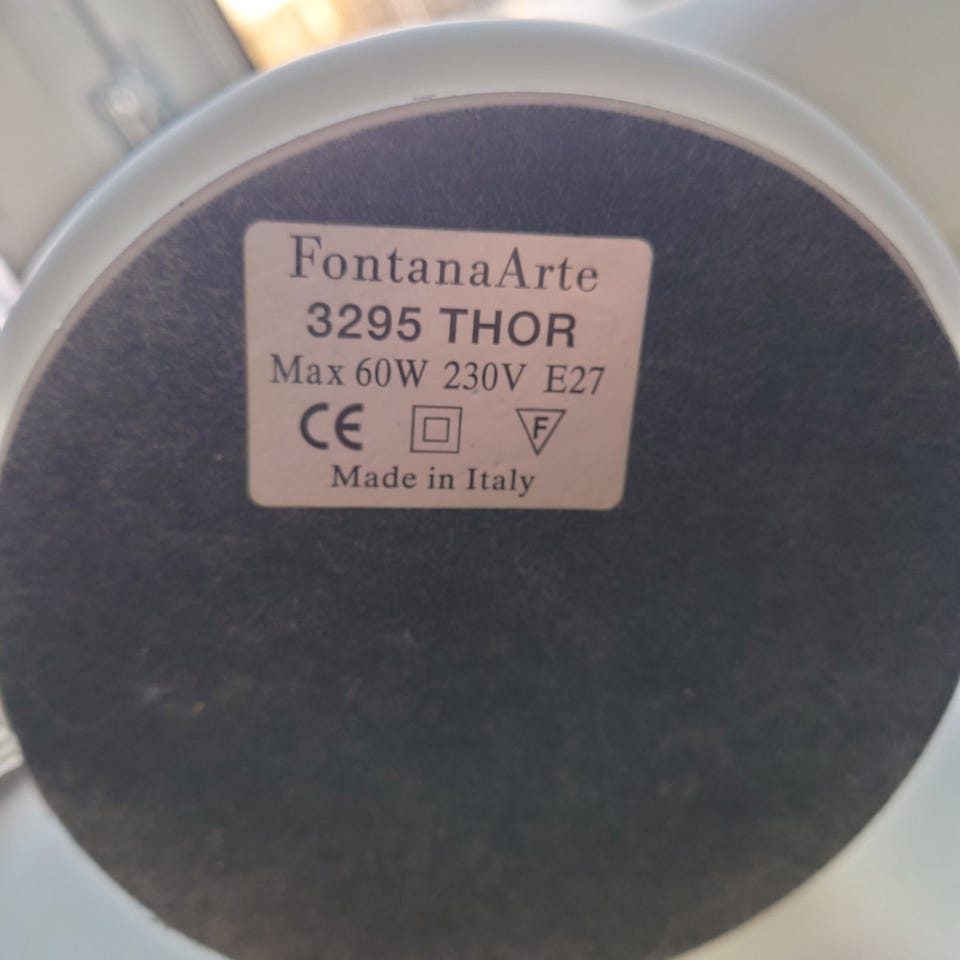 FontanaArte
3295 THOR
Max 60W 230V E27
CE F
Made in Italy